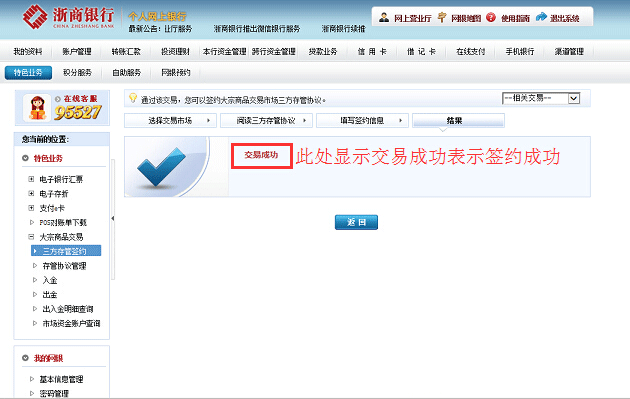 浙商银行
CHINA ZHESHANG BANK
个人网上银行
最新公告: 让行服务 浙商银行推出微信银行服务 浙商银行续推
网上营业厅 网银地图 使用指南 退出系统
我的资料 账户管理 转账汇款 投资理财 本行资金管理 跨行资金管理 贷款业务 信 用 卡 借 记 卡 在线支付 手机银行 渠道管理
特色业务 积分服务 自助服务 网银预约
在线客服
95527
通过该交易,您可以签约大宗商品交易市场三方存管协议。
--相关交易--
选择交易市场 阅读三方存管协议 填写签约信息 结果
您当前的位置:
特色业务
电子银行汇票
电子存折
支付e卡
POS对账单下载
大宗商品交易
三方存管签约
存管协议管理
入金
出金
出入金明细查询
市场资金账户查询
交易成功
此处显示交易成功表示签约成功
返 回
我的网银
基本信息管理
密码管理